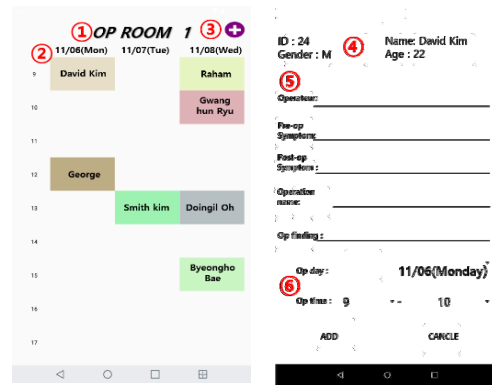 ① OP ROOM 1 ③
② 11/06(Mon) 11/07(Tue) 11/08(Wed)
9 David Kim Raham
10 Gwang
hun Ryu
11
12 George
13 Smith kim Doingil Oh
14
15 Byeongho
Bae
16
17
ID : 24 Name: David Kim
Gender : M ④ Age : 22
⑤
Operateur:
Pre-op
Symptom:
Post-op
Symptom :
Operation
name:
Op finding :
Op day : 11/06(Monday)
⑥ Op time : 9 - 10
ADD CANCLE